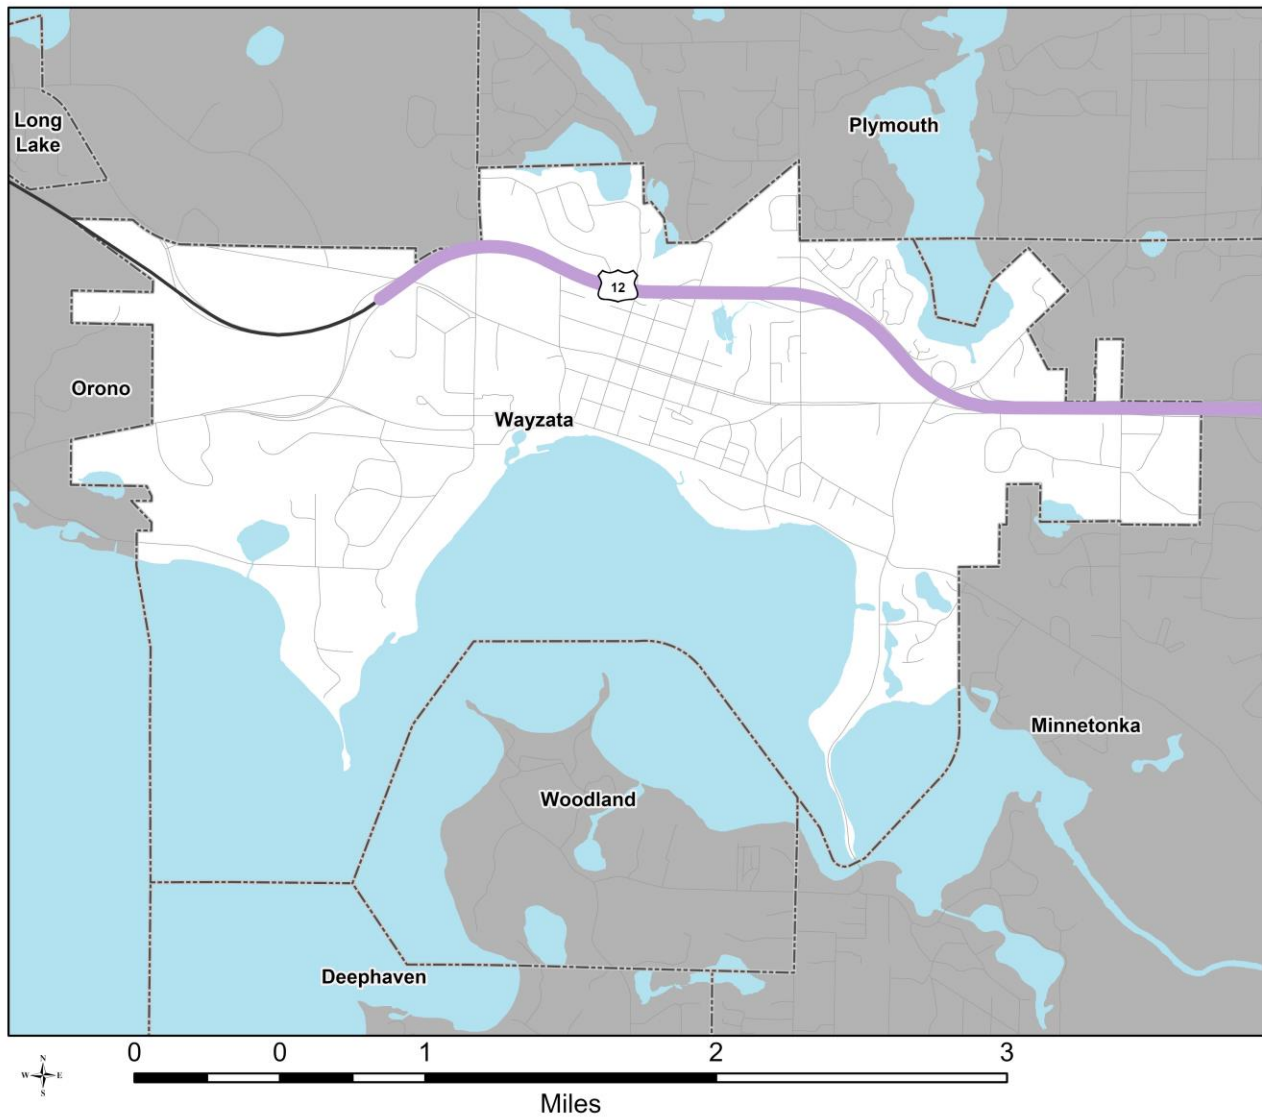 Long
Lake
Plymouth
12
Orono
Wayzata
Minnetonka
Woodland
Deephaven
0 0 1 2 3
Miles
N
W E
S